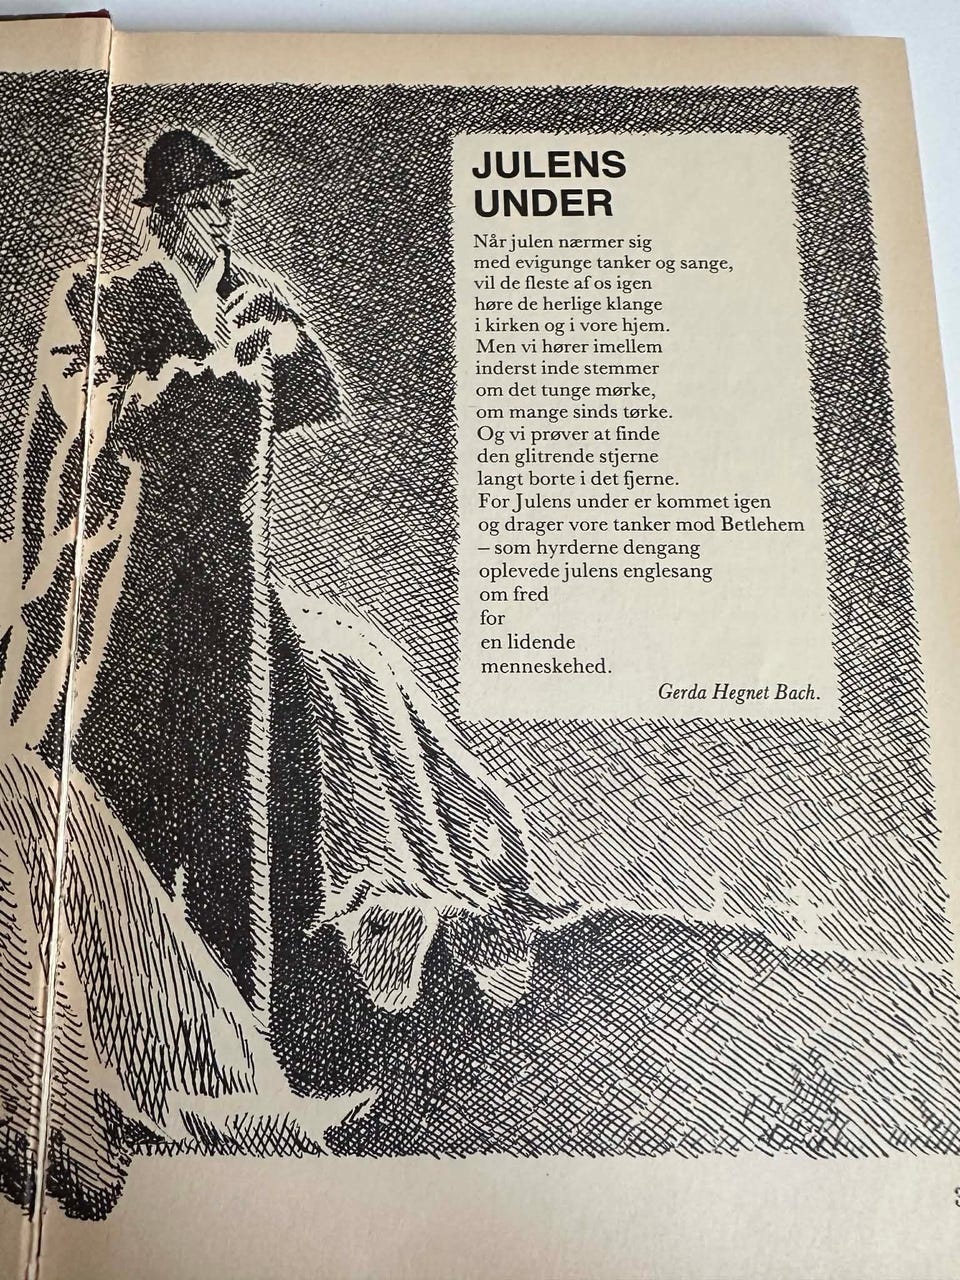 JULENS
UNDER
Når julen nærmer sig
med evigunge tanker og sange,
vil de fleste af os igen
høre de herlige klange
i kirken og i vore hjem.
Men vi hører imellem
inderst inde stemmer
om det tunge mørke,
om mange sinds tørke.
Og vi prøver at finde
den glitrende stjerne
langt borte i det fjerne.
For Julens under er kommet igen
og drager vore tanker mod Betlehem
– som hyrderne dengang
oplevede julens englesang
om fred
for
en lidende
menneskehed.
Gerda Hegnet Bach.